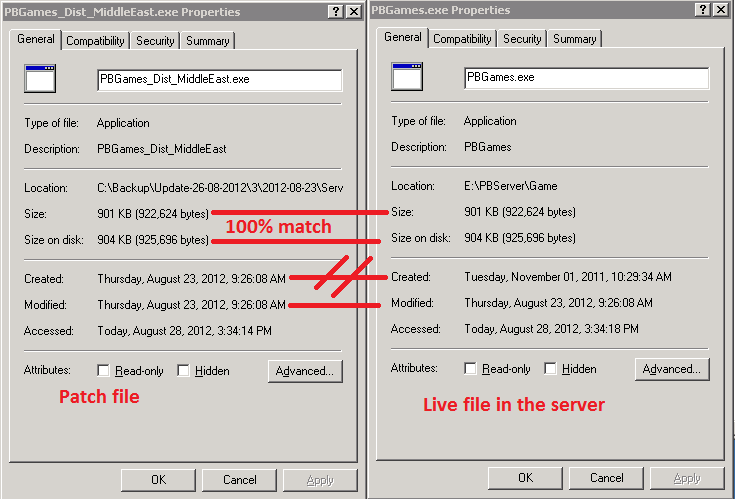 PBGames_Dist_MiddleEast.exe Properties
General Compatibility Security Summary
PBGames_Dist_MiddleEast.exe
Type of file: Application
Description: PBGames_Dist_MiddleEast
Location: C:\Backup\Update-26-08-2012\3\2012-08-23\Serv
Size: 901 KB (922,624 bytes)
Size on disk: 904 KB (925,696 bytes)
Created: Thursday, August 23, 2012, 9:26:08 AM
Modified: Thursday, August 23, 2012, 9:26:08 AM
Accessed: Today, August 28, 2012, 3:34:14 PM
Attributes: Read-only Hidden Advanced...
Patch file
OK Cancel Apply
100% match
PBGames.exe Properties
General Compatibility Security Summary
PBGames.exe
Type of file: Application
Description: PBGames
Location: E:\PBServer\Game
Size: 901 KB (922,624 bytes)
Size on disk: 904 KB (925,696 bytes)
Created: Tuesday, November 01, 2011, 10:29:34 AM
Modified: Thursday, August 23, 2012, 9:26:08 AM
Accessed: Today, August 28, 2012, 3:34:18 PM
Attributes: Read-only Hidden Advanced...
Live file in the server
OK Cancel Apply